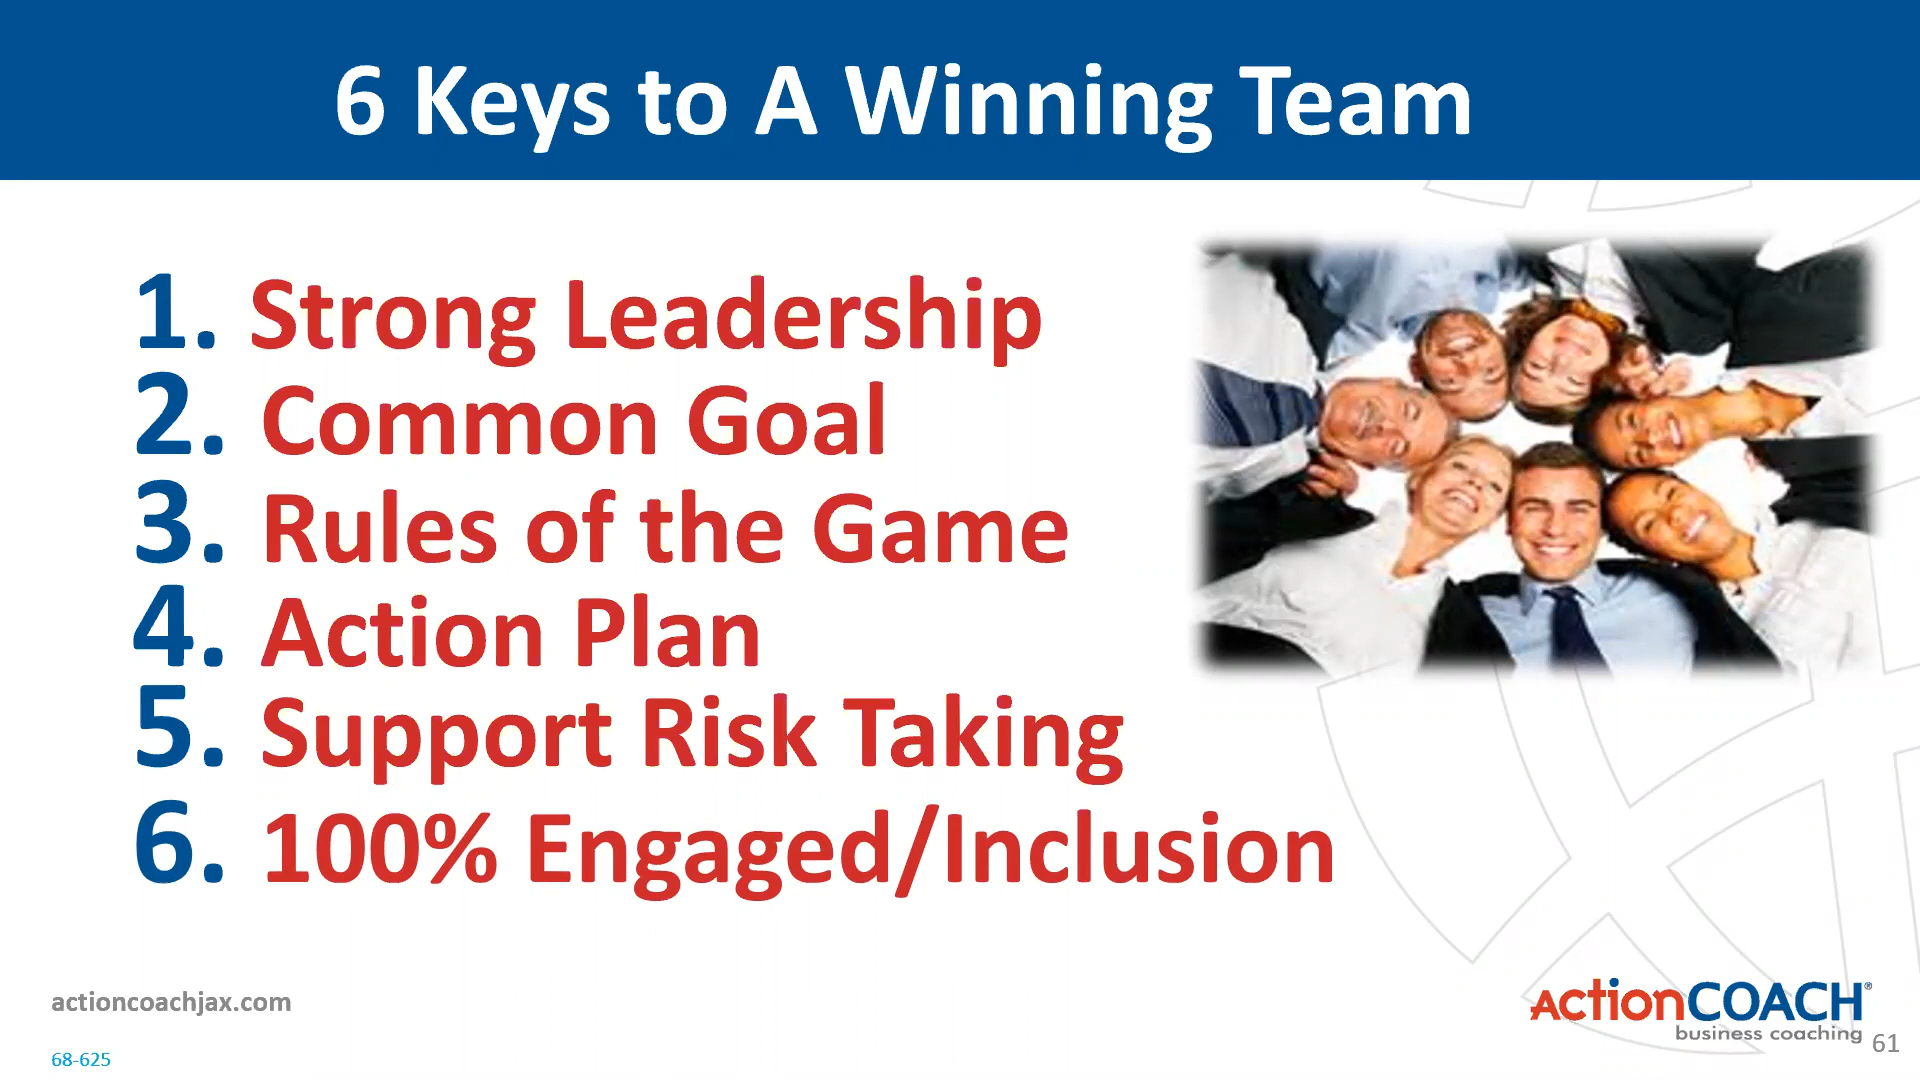 6 Keys to A Winning Team
1. Strong Leadership
2. Common Goal
3. Rules of the Game
4. Action Plan
5. Support Risk Taking
6. 100% Engaged/Inclusion
actioncoachjax.com
68-625
ActionCOACH®
business coaching
61